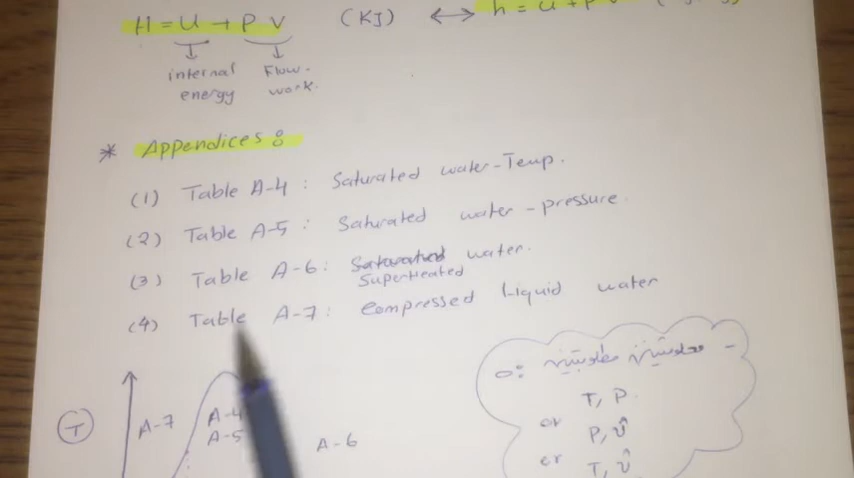 H = U + P V (KJ) ↔ h = u + P
internal Flow.
energy work.
* Appendices:
(1) Table A-4: Saturated water-Temp.
(2) Table A-5: Saturated water-pressure.
(3) Table A-6: Superheated water.
(4) Table A-7: Compressed Liquid water
T A-7 A-4
A-5 A-6
T, P
or P, v̂
or T, v̂